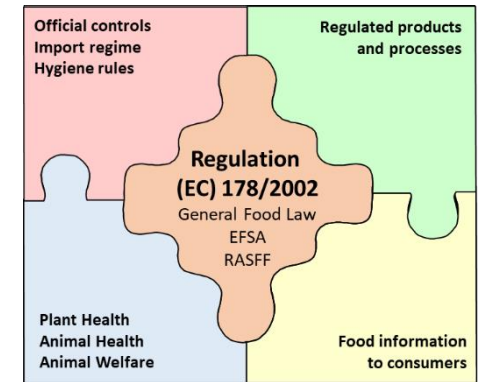 Official controls
Import regime
Hygiene rules
Regulated products
and processes
Regulation
(EC) 178/2002
General Food Law
EFSA
RASFF
Plant Health
Animal Health
Animal Welfare
Food information
to consumers